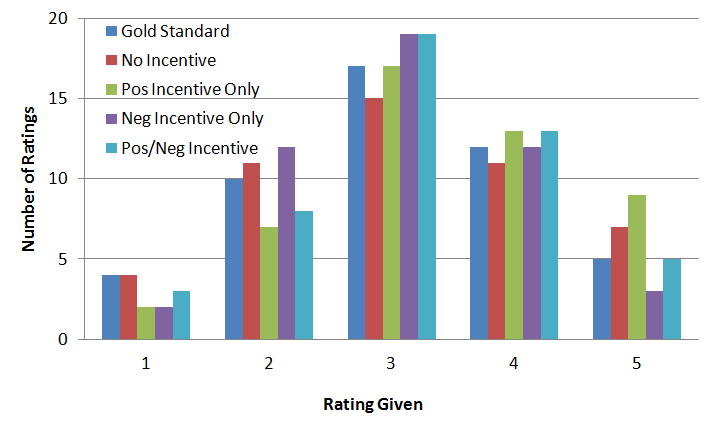 20
15
10
5
0
Number of Ratings
Gold Standard
No Incentive
Pos Incentive Only
Neg Incentive Only
Pos/Neg Incentive
1 2 3 4 5
Rating Given